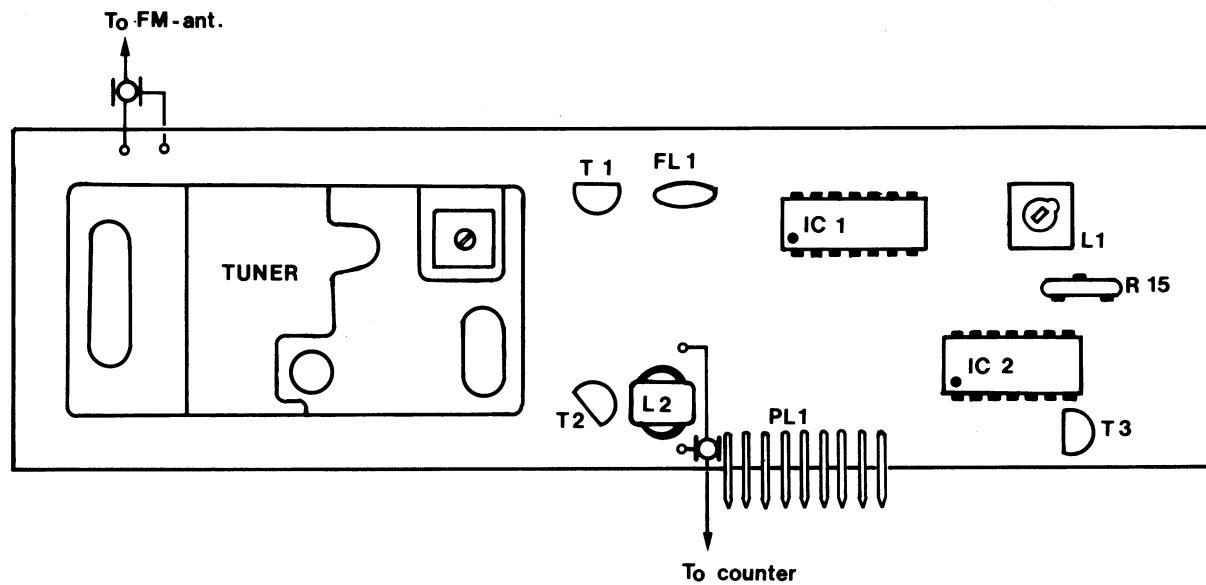 To FM-ant.
T 1
FL 1
IC 1
L1
TUNER
R 15
IC 2
L 2
T2
PL1
T 3
To counter